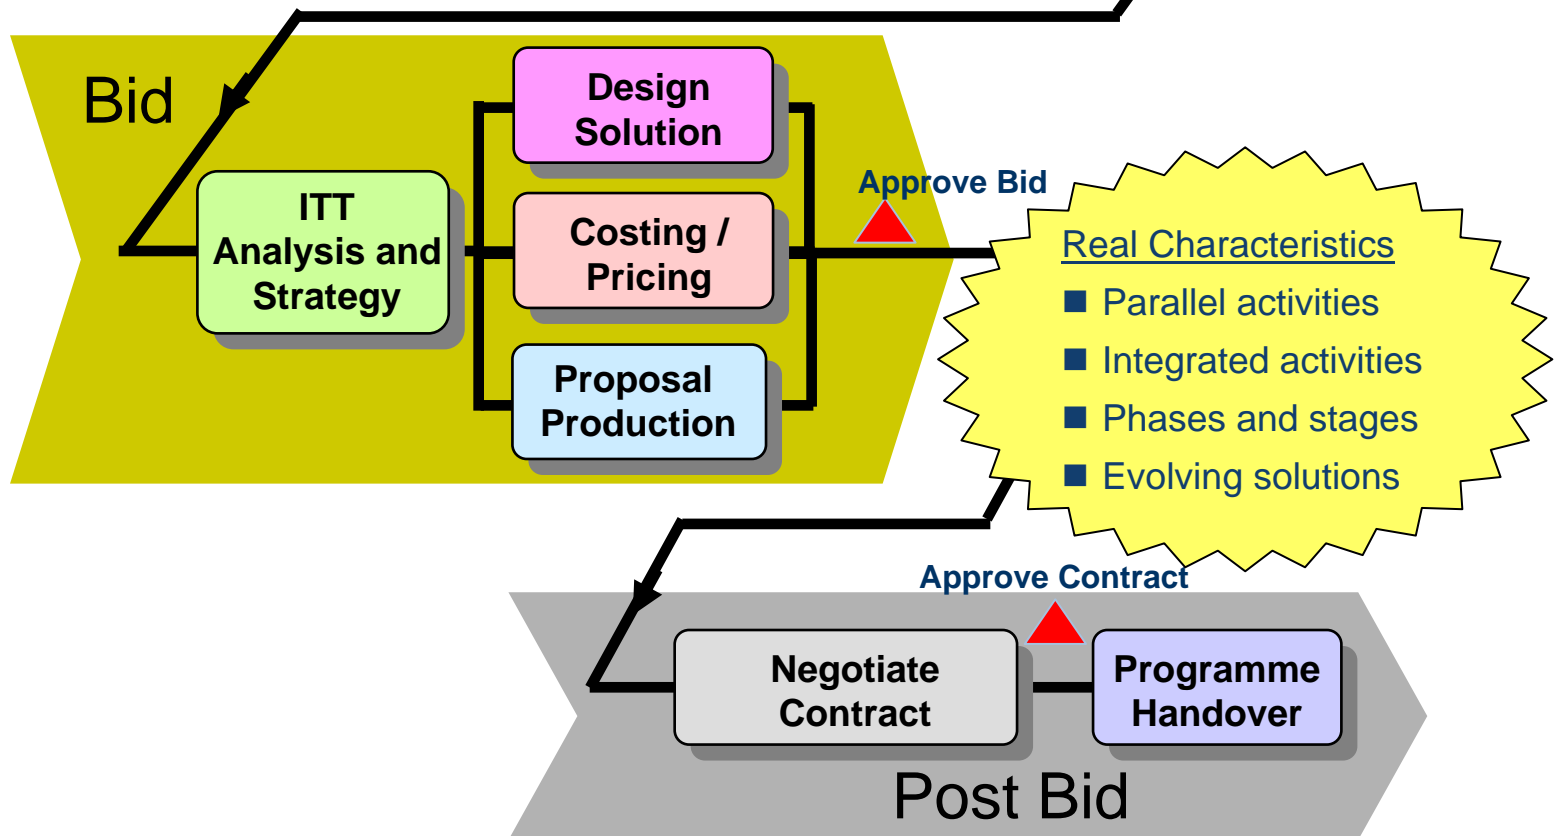 Bid
Design
Solution
ITT
Analysis and
Strategy
Costing /
Pricing
Proposal
Production
Approve Bid
Real Characteristics
Parallel activities
Integrated activities
Phases and stages
Evolving solutions
Approve Contract
Negotiate
Contract
Programme
Handover
Post Bid